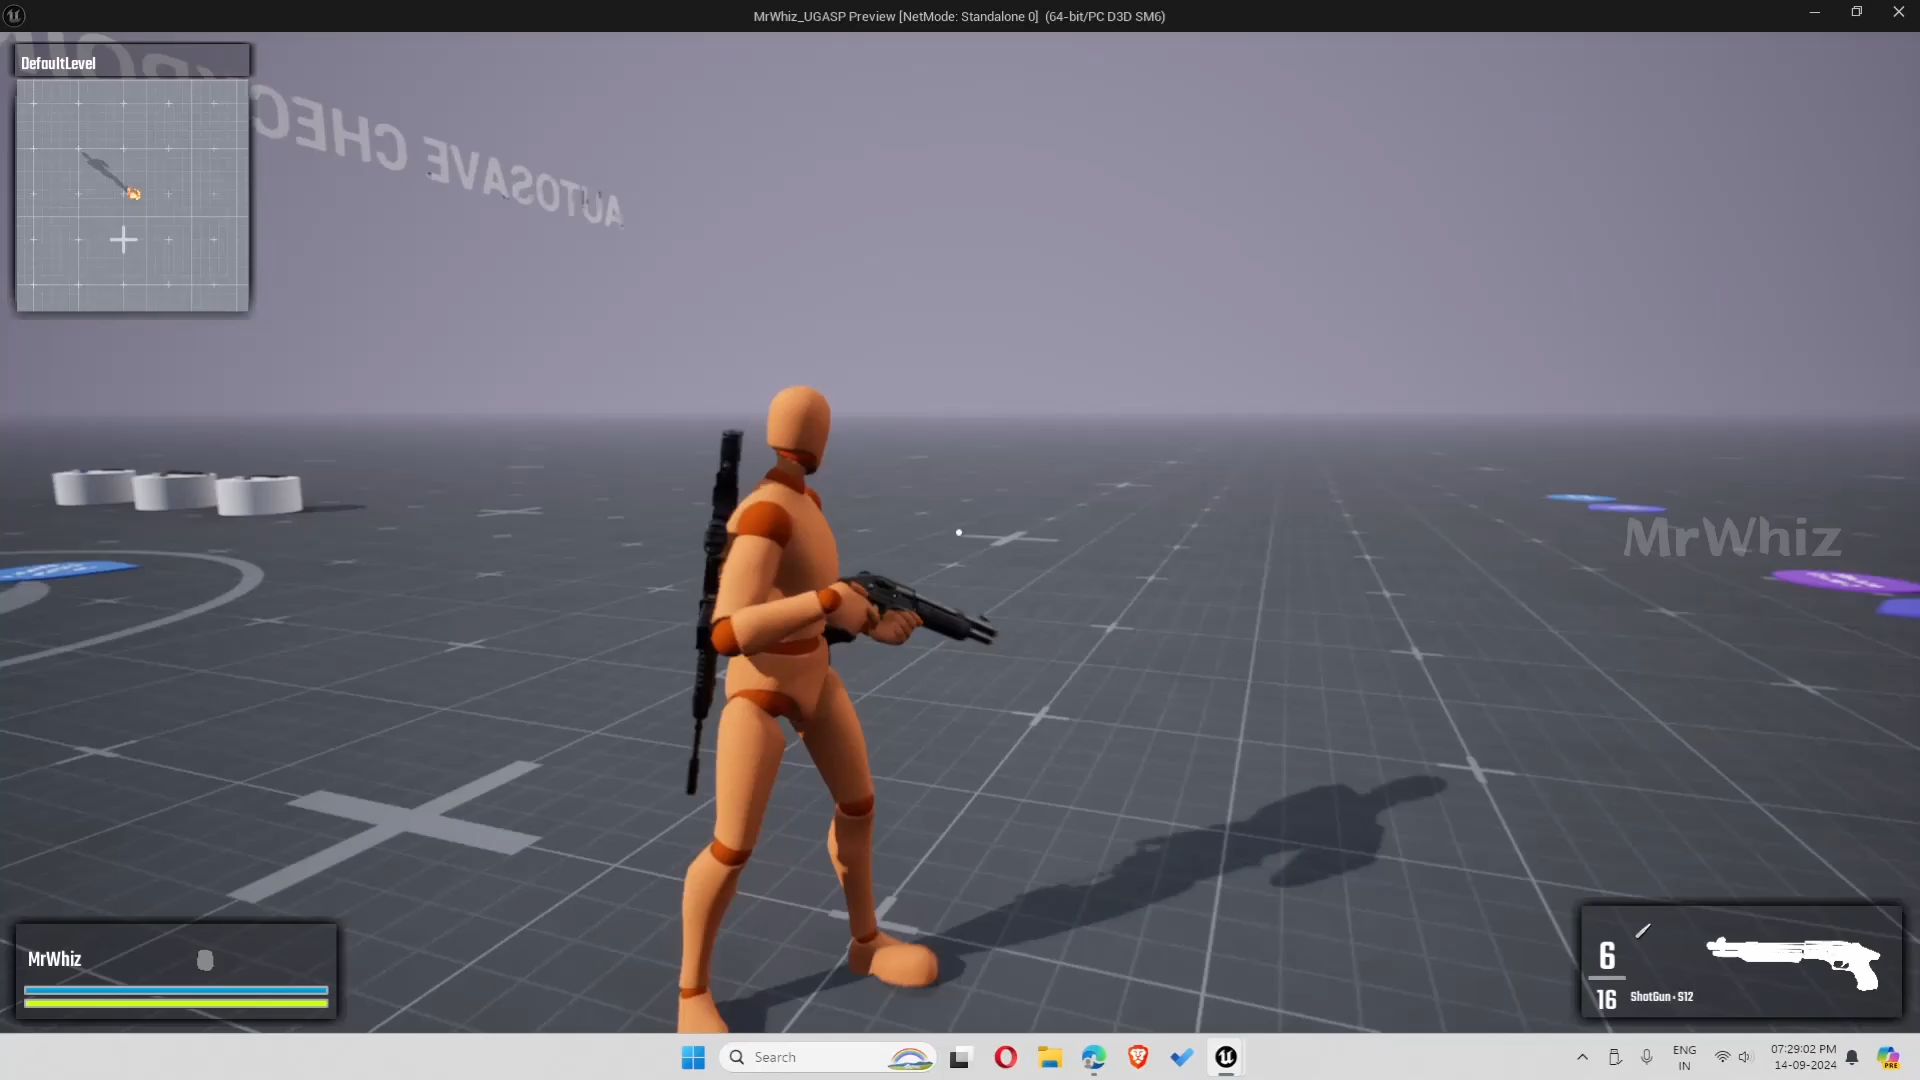 MrWhiz_UGASP Preview [NetMode: Standalone 0] (64-bit/PC D3D SM6)
DefaultLevel
AUTOSAVE CHEC
MrWhiz
MrWhiz
6
16
ShotGun • S12
Search
ENG
IN
07:29:02 PM
14-09-2024
PRE